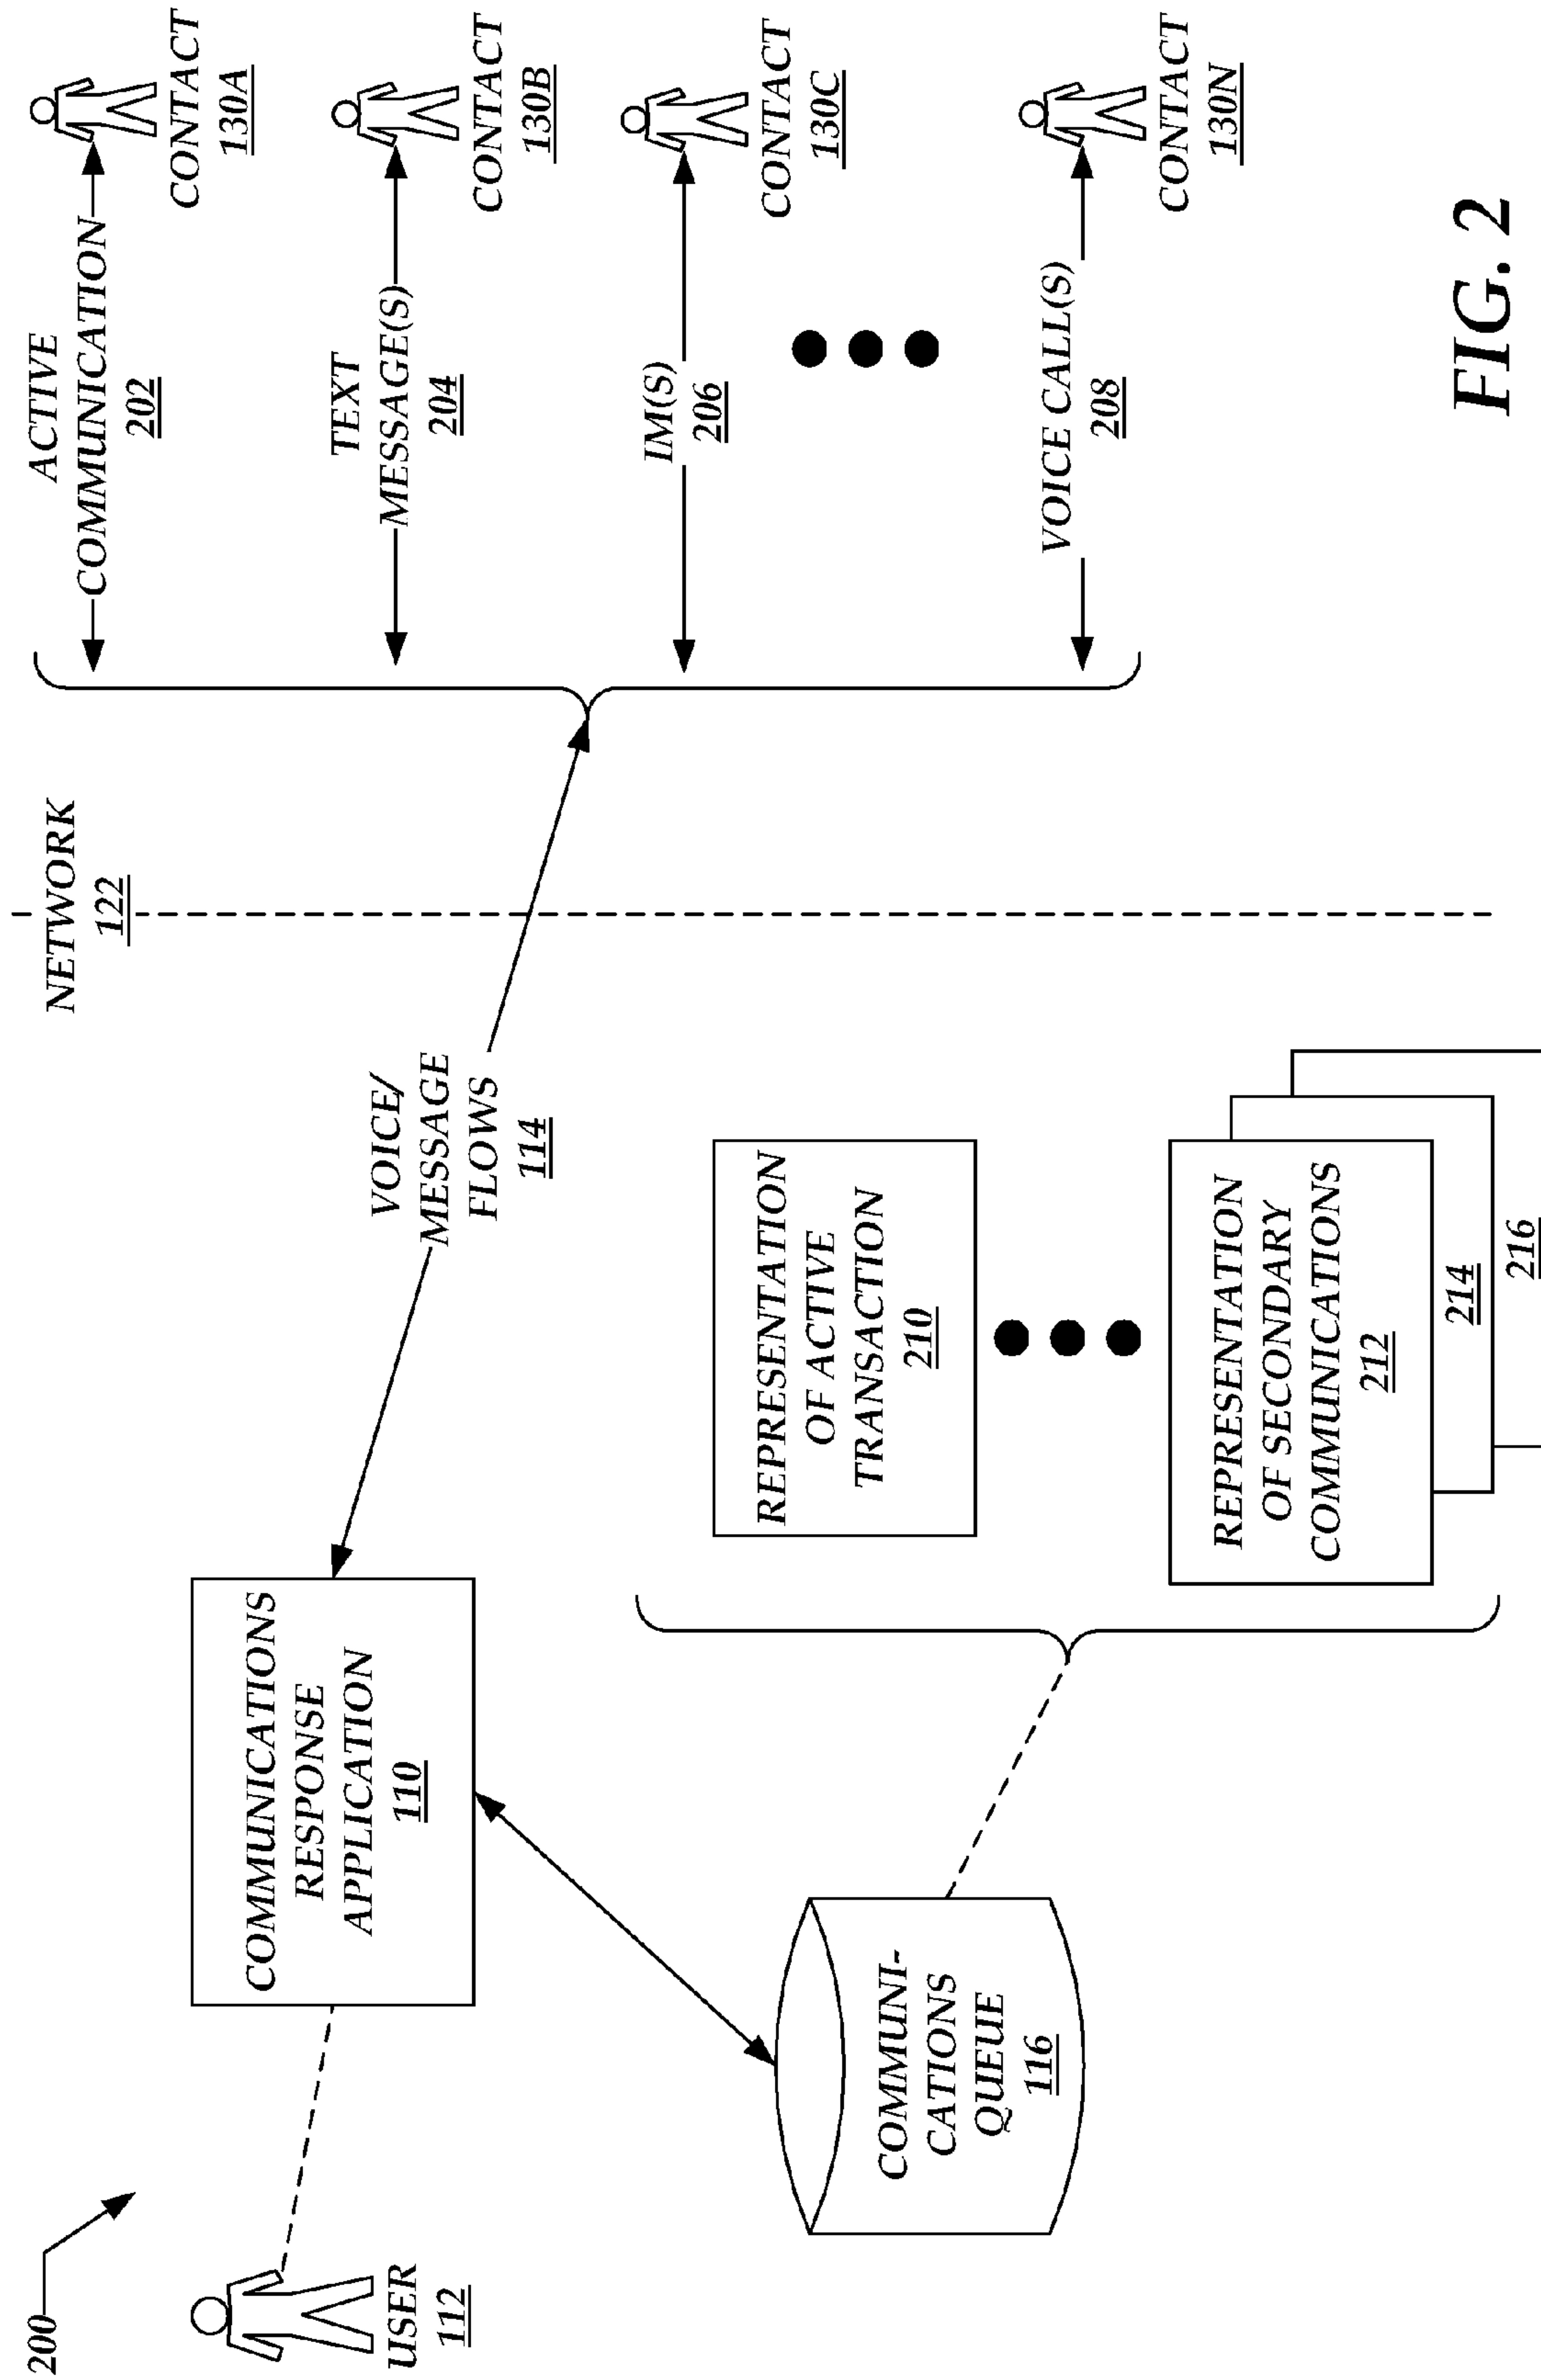 200
USER
112
COMMUNICATIONS
RESPONSE
APPLICATION
110
COMMUNI-
CATIONS
QUEUE
116
VOICE/
MESSAGE
FLOWS
114
REPRESENTATION
OF ACTIVE
TRANSACTION
210
REPRESENTATION
OF SECONDARY
COMMUNICATIONS
212
214
216
NETWORK
122
ACTIVE
COMMUNICATION
202
CONTACT
130A
TEXT
MESSAGE(S)
204
CONTACT
130B
IM(S)
206
CONTACT
130C
VOICE CALL(S)
208
CONTACT
130N
FIG. 2